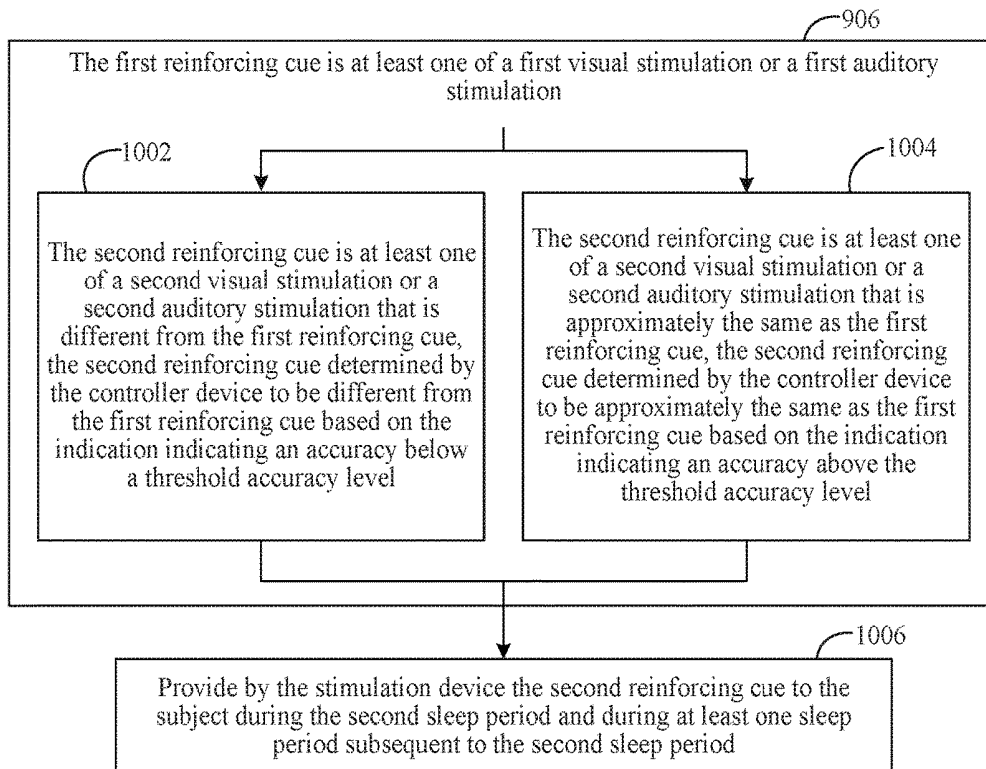 906
The first reinforcing cue is at least one of a first visual stimulation or a first auditory
stimulation
1002
The second reinforcing cue is at least one
of a second visual stimulation or a
second auditory stimulation that is
different from the first reinforcing cue,
the second reinforcing cue determined by
the controller device to be different from
the first reinforcing cue based on the
indication indicating an accuracy below
a threshold accuracy level
1004
The second reinforcing cue is at least one
of a second visual stimulation or a
second auditory stimulation that is
approximately the same as the first
reinforcing cue, the second reinforcing
cue determined by the controller device
to be approximately the same as the first
reinforcing cue based on the indication
indicating an accuracy above the
threshold accuracy level
1006
Provide by the stimulation device the second reinforcing cue to the
subject during the second sleep period and during at least one sleep
period subsequent to the second sleep period